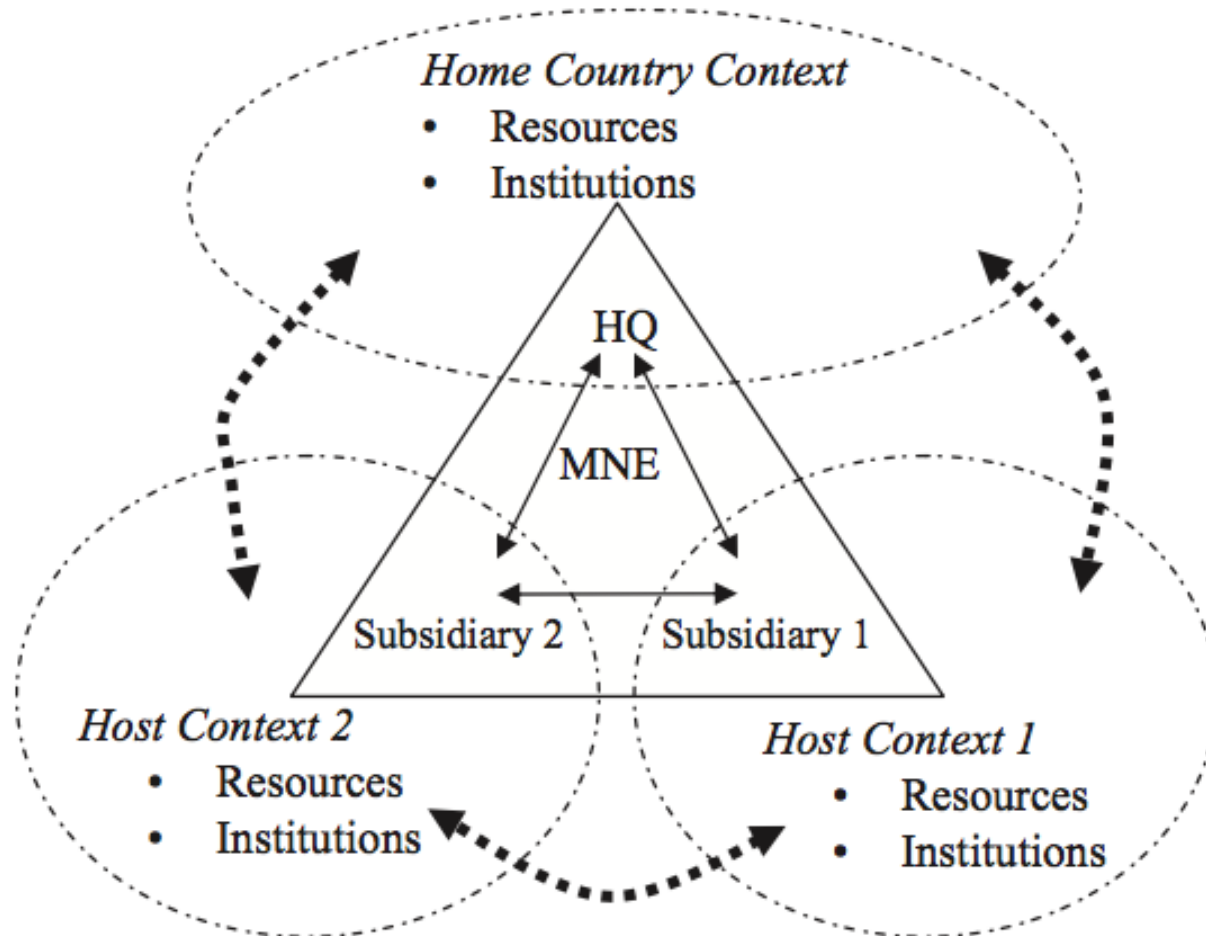 Home Country Context
• Resources
• Institutions
HQ
MNE
Subsidiary 2
Subsidiary 1
Host Context 2
• Resources
• Institutions
Host Context 1
• Resources
• Institutions